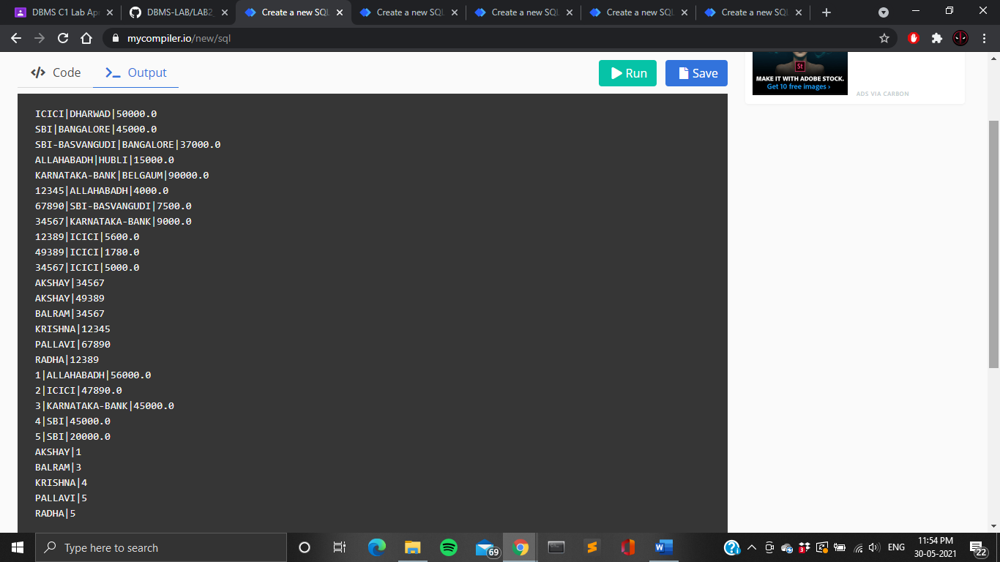 DBMS C1 Lab Ap
DBMS-LAB/LAB2_
Create a new SQL
Create a new SQL
Create a new SQL
Create a new SQL
Create a new SQL
mycompiler.io/new/sql
Code
Output
Run
Save
St
MAKE IT WITH ADOBE STOCK.
Get 10 free images ›
ADS VIA CARBON
ICICI|DHARWAD|50000.0
SBI|BANGALORE|45000.0
SBI-BASVANGUDI|BANGALORE|37000.0
ALLAHABADH|HUBLI|15000.0
KARNATAKA-BANK|BELGAUM|90000.0
12345|ALLAHABADH|4000.0
67890|SBI-BASVANGUDI|7500.0
34567|KARNATAKA-BANK|9000.0
12389|ICICI|5600.0
49389|ICICI|1780.0
34567|ICICI|5000.0
AKSHAY|34567
AKSHAY|49389
BALRAM|34567
KRISHNA|12345
PALLAVI|67890
RADHA|12389
1|ALLAHABADH|56000.0
2|ICICI|47890.0
3|KARNATAKA-BANK|45000.0
4|SBI|45000.0
5|SBI|20000.0
AKSHAY|1
BALRAM|3
KRISHNA|4
PALLAVI|5
RADHA|5
Type here to search
69
3
ENG
11:54 PM
30-05-2021
22